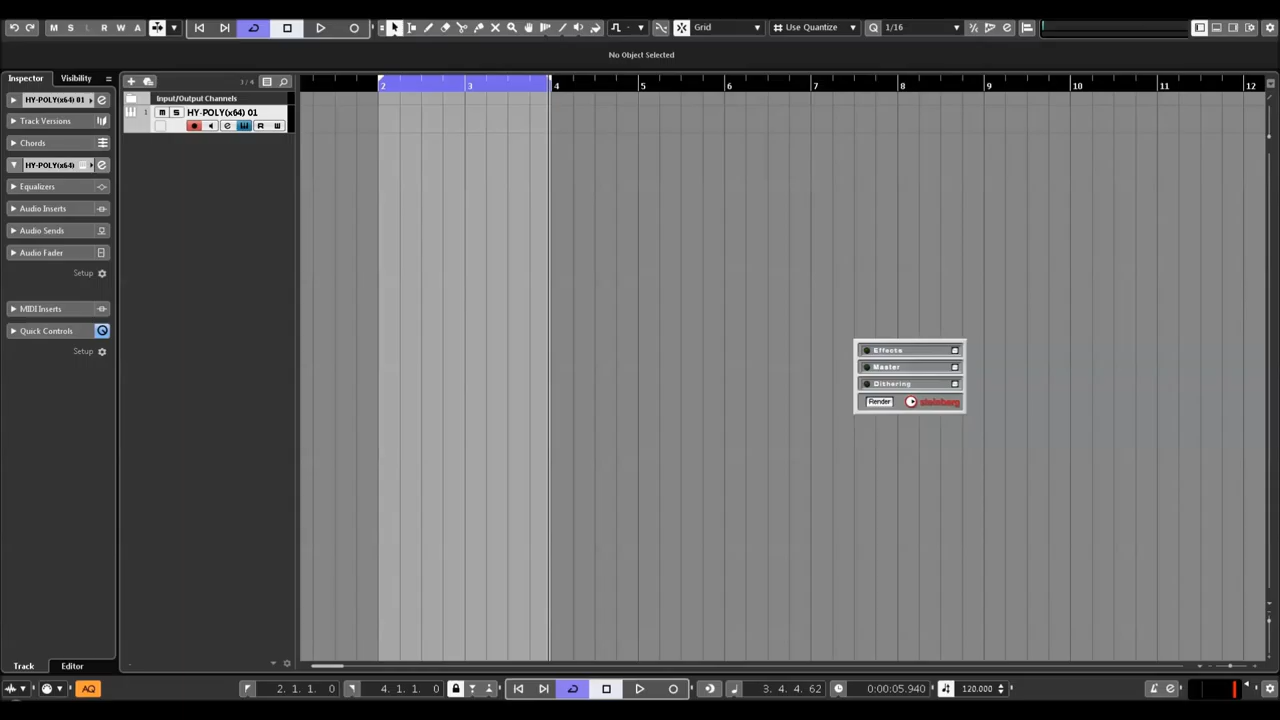 M S L R W A Grid Use Quantize 1/16
No Object Selected
Inspector Visibility
1/4
2 3 4 5 6 7 8 9 10 11 12
HY-POLY(x64) 01
Input/Output Channels
1 M S HY-POLY(x64) 01
R W
Track Versions
Chords
HY-POLY(x64)
Equalizers
Audio Inserts
Audio Sends
Audio Fader
Setup
MIDI Inserts
Quick Controls
Setup
Effects
Master
Dithering
Render steinberg
Track Editor
AQ 2. 1. 1. 0 4. 1. 1. 0 3. 4. 4. 62 0:00:05.940 120.000